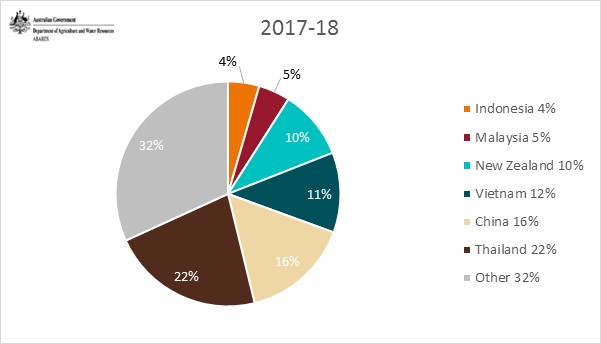 Australian Government
Department of Agriculture and Water Resources
ABARES
2017-18
4%
5%
10%
11%
16%
22%
32%
Indonesia 4%
Malaysia 5%
New Zealand 10%
Vietnam 12%
China 16%
Thailand 22%
Other 32%